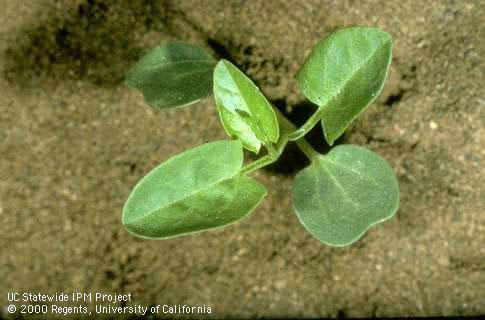 UC Statewide IPM Project
© 2000 Regents, University of California